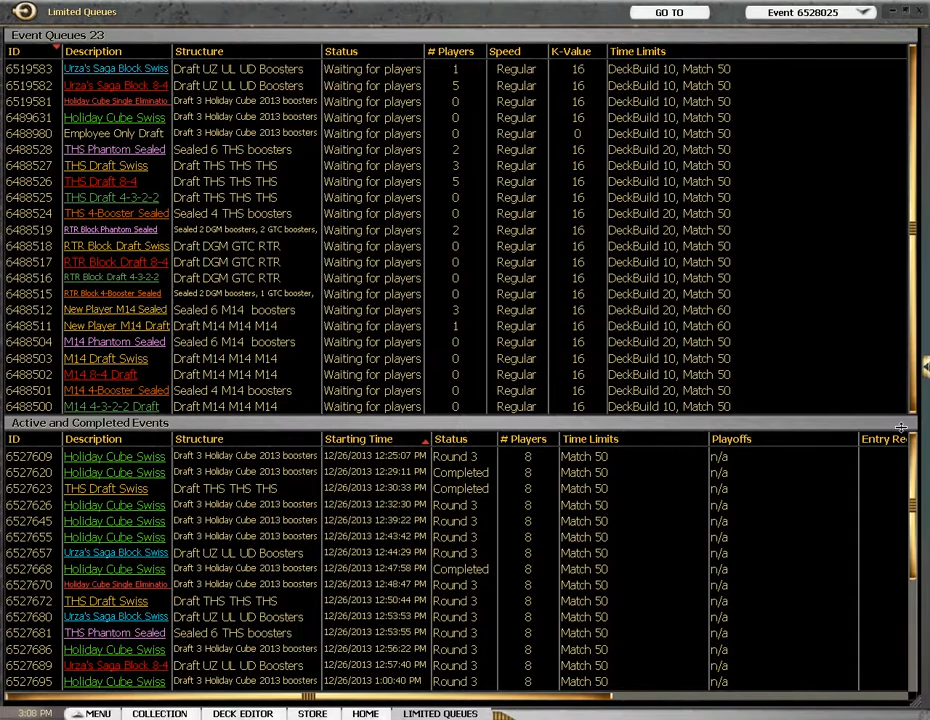 Limited Queues GO TO Event 6528025
Event Queues 23
ID Description Structure Status # Players Speed K-Value Time Limits
6519583 Urza's Saga Block Swiss Draft UZ UL UD Boosters Waiting for players 1 Regular 16 DeckBuild 10, Match 50
6519582 Urza's Saga Block 8-4 Draft UZ UL UD Boosters Waiting for players 5 Regular 16 DeckBuild 10, Match 50
6519581 Holiday Cube Single Eliminatio Draft 3 Holiday Cube 2013 boosters Waiting for players 0 Regular 16 DeckBuild 10, Match 50
6489631 Holiday Cube Swiss Draft 3 Holiday Cube 2013 boosters Waiting for players 0 Regular 16 DeckBuild 10, Match 50
6488980 Employee Only Draft Draft 3 Holiday Cube 2013 boosters Waiting for players 0 Regular 0 DeckBuild 10, Match 50
6488528 THS Phantom Sealed Sealed 6 THS boosters Waiting for players 2 Regular 16 DeckBuild 20, Match 50
6488527 THS Draft Swiss Draft THS THS THS Waiting for players 3 Regular 16 DeckBuild 10, Match 50
6488526 THS Draft 8-4 Draft THS THS THS Waiting for players 5 Regular 16 DeckBuild 10, Match 50
6488525 THS Draft 4-3-2-2 Draft THS THS THS Waiting for players 0 Regular 16 DeckBuild 10, Match 50
6488524 THS 4-Booster Sealed Sealed 4 THS boosters Waiting for players 0 Regular 16 DeckBuild 20, Match 50
6488519 RTR Block Phantom Sealed Sealed 2 DGM boosters, 2 GTC boosters, Waiting for players 2 Regular 16 DeckBuild 20, Match 50
6488518 RTR Block Draft Swiss Draft DGM GTC RTR Waiting for players 0 Regular 16 DeckBuild 10, Match 50
6488517 RTR Block Draft 8-4 Draft DGM GTC RTR Waiting for players 0 Regular 16 DeckBuild 10, Match 50
6488516 RTR Block Draft 4-3-2-2 Draft DGM GTC RTR Waiting for players 0 Regular 16 DeckBuild 10, Match 50
6488515 RTR Block 4-Booster Sealed Sealed 2 DGM boosters, 1 GTC booster, Waiting for players 0 Regular 16 DeckBuild 20, Match 50
6488512 New Player M14 Sealed Sealed 6 M14 boosters Waiting for players 3 Regular 16 DeckBuild 20, Match 60
6488511 New Player M14 Draft Draft M14 M14 M14 Waiting for players 1 Regular 16 DeckBuild 10, Match 60
6488504 M14 Phantom Sealed Sealed 6 M14 boosters Waiting for players 0 Regular 16 DeckBuild 20, Match 50
6488503 M14 Draft Swiss Draft M14 M14 M14 Waiting for players 0 Regular 16 DeckBuild 10, Match 50
6488502 M14 8-4 Draft Draft M14 M14 M14 Waiting for players 0 Regular 16 DeckBuild 10, Match 50
6488501 M14 4-Booster Sealed Sealed 4 M14 boosters Waiting for players 0 Regular 16 DeckBuild 20, Match 50
6488500 M14 4-3-2-2 Draft Draft M14 M14 M14 Waiting for players 0 Regular 16 DeckBuild 10, Match 50
Active and Completed Events
ID Description Structure Starting Time Status # Players Time Limits Playoffs Entry Re
6527609 Holiday Cube Swiss Draft 3 Holiday Cube 2013 boosters 12/26/2013 12:25:07 PM Round 3 8 Match 50 n/a
6527620 Holiday Cube Swiss Draft 3 Holiday Cube 2013 boosters 12/26/2013 12:29:11 PM Completed 8 Match 50 n/a
6527623 THS Draft Swiss Draft THS THS THS 12/26/2013 12:30:33 PM Completed 8 Match 50 n/a
6527626 Holiday Cube Swiss Draft 3 Holiday Cube 2013 boosters 12/26/2013 12:32:30 PM Round 3 8 Match 50 n/a
6527645 Holiday Cube Swiss Draft 3 Holiday Cube 2013 boosters 12/26/2013 12:39:22 PM Round 3 8 Match 50 n/a
6527655 Holiday Cube Swiss Draft 3 Holiday Cube 2013 boosters 12/26/2013 12:43:42 PM Round 3 8 Match 50 n/a
6527657 Urza's Saga Block Swiss Draft UZ UL UD Boosters 12/26/2013 12:44:29 PM Round 3 8 Match 50 n/a
6527668 Holiday Cube Swiss Draft 3 Holiday Cube 2013 boosters 12/26/2013 12:47:58 PM Completed 8 Match 50 n/a
6527670 Holiday Cube Single Eliminatio Draft 3 Holiday Cube 2013 boosters 12/26/2013 12:48:47 PM Round 3 8 Match 50 n/a
6527672 THS Draft Swiss Draft THS THS THS 12/26/2013 12:50:44 PM Round 3 8 Match 50 n/a
6527680 Urza's Saga Block Swiss Draft UZ UL UD Boosters 12/26/2013 12:53:53 PM Round 3 8 Match 50 n/a
6527681 THS Phantom Sealed Sealed 6 THS boosters 12/26/2013 12:53:55 PM Round 3 8 Match 50 n/a
6527686 Holiday Cube Swiss Draft 3 Holiday Cube 2013 boosters 12/26/2013 12:56:22 PM Round 3 8 Match 50 n/a
6527689 Urza's Saga Block 8-4 Draft UZ UL UD Boosters 12/26/2013 12:57:40 PM Round 3 8 Match 50 n/a
6527695 Holiday Cube Swiss Draft 3 Holiday Cube 2013 boosters 12/26/2013 1:00:40 PM Round 3 8 Match 50 n/a
3:08 PM MENU COLLECTION DECK EDITOR STORE HOME LIMITED QUEUES